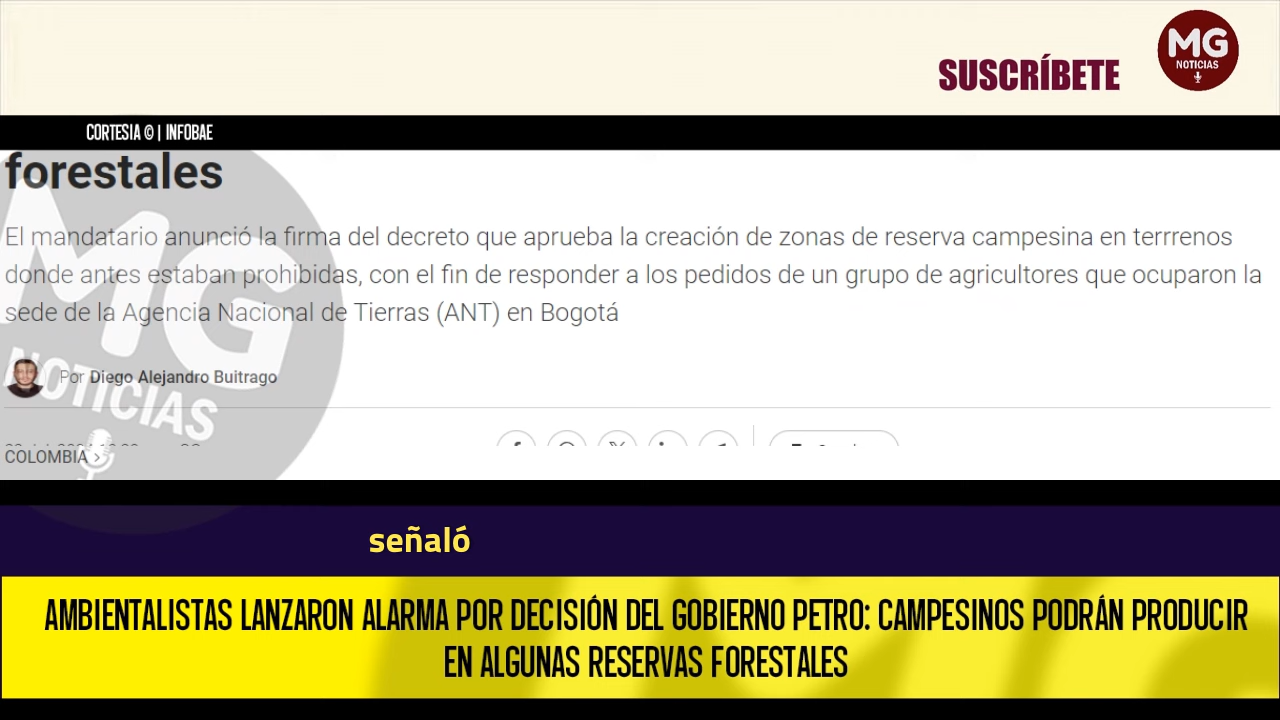 SUSCRÍBETE
MG
NOTICIAS
CORTESIA © | INFOBAE
forestales
El mandatario anunció la firma del decreto que aprueba la creación de zonas de reserva campesina en terrrenos
donde antes estaban prohibidas, con el fin de responder a los pedidos de un grupo de agricultores que ocuparon la
sede de la Agencia Nacional de Tierras (ANT) en Bogotá
MG
NOTICIAS
Por Diego Alejandro Buitrago
COLOMBIA >
señaló
AMBIENTALISTAS LANZARON ALARMA POR DECISIÓN DEL GOBIERNO PETRO: CAMPESINOS PODRÁN PRODUCIR
EN ALGUNAS RESERVAS FORESTALES